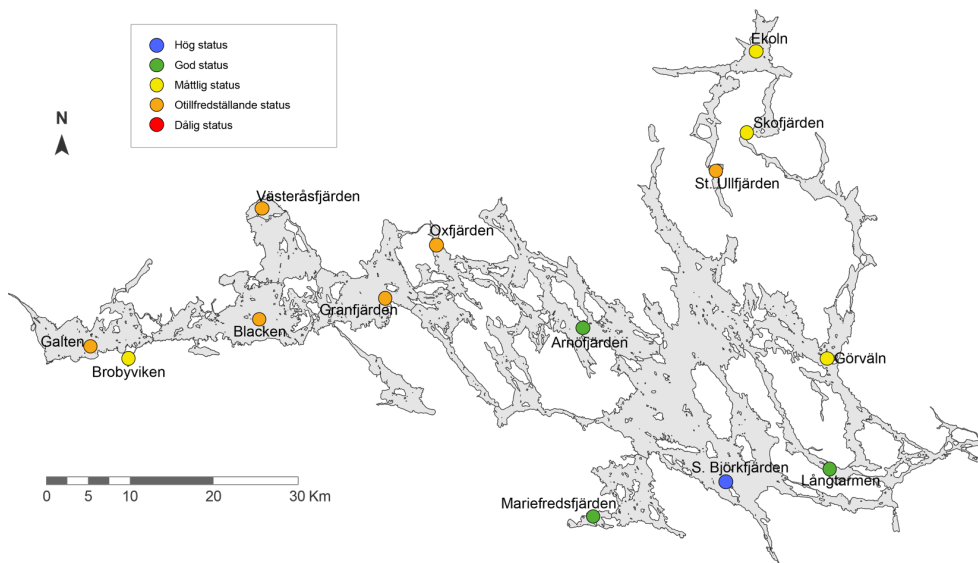 Hög status
God status
Måttlig status
Otillfredställande status
Dålig status
N
Ekoln
Skofjärden
St. Ullfjärden
Västeråsfjärden
Oxfjärden
Granfjärden
Blacken
Galten
Brobyviken
Arnöfjärden
Görväln
S. Björkfjärden
Långtarmen
Mariefredsfjärden
0 5 10 20 30 Km